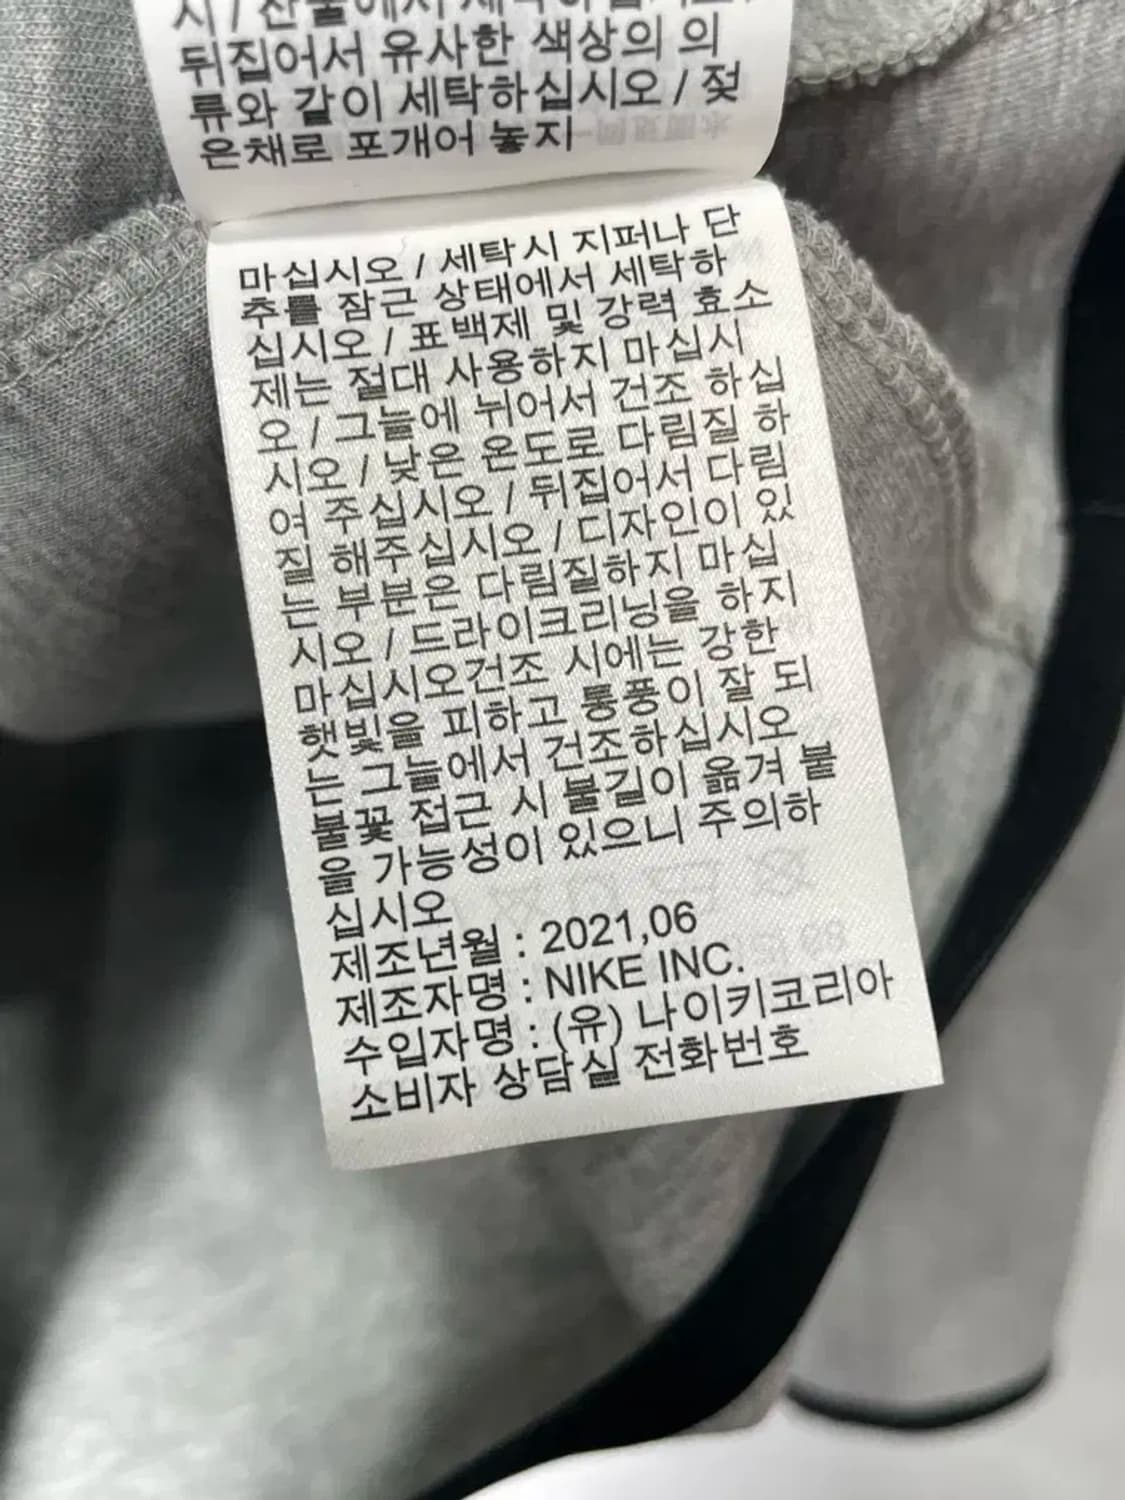 시 / 찬물에서 세탁하십시오 /
뒤집어서 유사한 색상의 의
류와 같이 세탁하십시오 / 젖
은채로 포개어 놓지
마십시오 / 세탁시 지퍼나 단
추를 잠근 상태에서 세탁하
십시오 / 표백제 및 강력 효소
제는 절대 사용하지 마십시
오 / 그늘에 뉘어서 건조 하십
시오 / 낮은 온도로 다림질 하
여 주십시오 / 뒤집어서 다림
질 해주십시오 / 디자인이 있
는 부분은 다림질하지 마십
시오 / 드라이크리닝을 하지
마십시오건조 시에는 강한
햇빛을 피하고 통풍이 잘 되
는 그늘에서 건조하십시오
불꽃 접근 시 불길이 옮겨 붙
을 가능성이 있으니 주의하
십시오
제조년월 : 2021,06
제조자명 : NIKE INC.
수입자명 : (유) 나이키코리아
소비자 상담실 전화번호